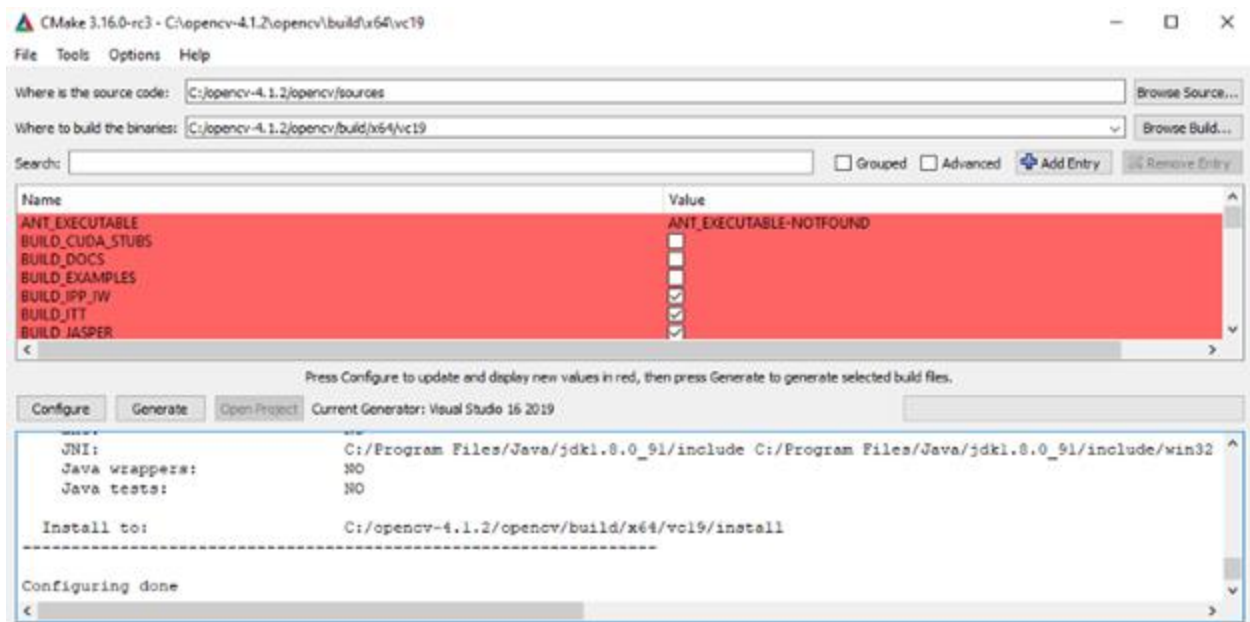 CMake 3.16.0-rc3 - C:\opencv-4.1.2\opencv\build\x64\vc19
File Tools Options Help
Where is the source code: C:/opencv-4.1.2/opencv/sources Browse Source...
Where to build the binaries: C:/opencv-4.1.2/opencv/build/x64/vc19 Browse Build...
Search: Grouped Advanced Add Entry Remove Entry
Name Value
ANT_EXECUTABLE ANT_EXECUTABLE-NOTFOUND
BUILD_CUDA_STUBS
BUILD_DOCS
BUILD_EXAMPLES
BUILD_IPP_IW
BUILD_ITT
BUILD_JASPER
Press Configure to update and display new values in red, then press Generate to generate selected build files.
Configure Generate Open Project Current Generator: Visual Studio 16 2019
JNI: C:/Program Files/Java/jdk1.8.0_91/include C:/Program Files/Java/jdk1.8.0_91/include/win32
Java wrappers: NO
Java tests: NO
Install to: C:/opencv-4.1.2/opencv/build/x64/vc19/install
-----------------------------------------------------------------
Configuring done